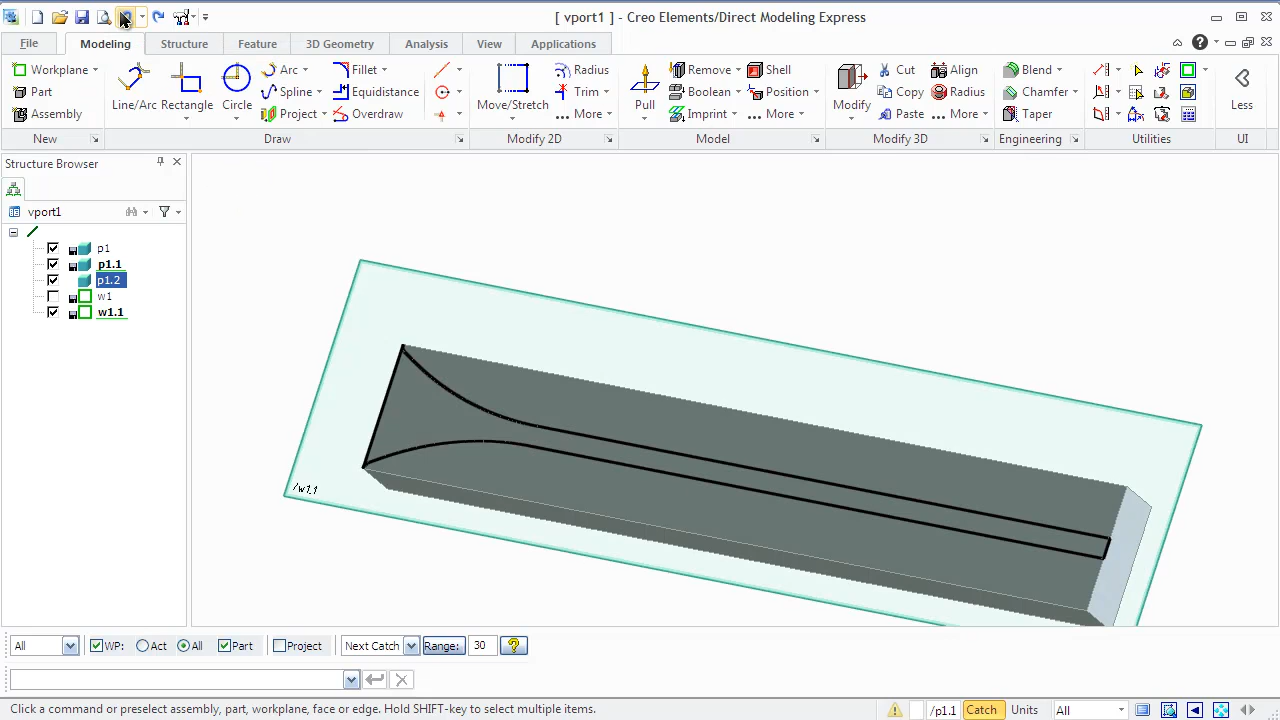 [ vport1 ] - Creo Elements/Direct Modeling Express
File Modeling Structure Feature 3D Geometry Analysis View Applications
Workplane
Part
Assembly
New
Line/Arc Rectangle Circle
Arc
Spline
Project
Fillet
Equidistance
Overdraw
Draw
Move/Stretch
Radius
Trim
More
Modify 2D
Pull
Remove
Boolean
Imprint
Shell
Position
More
Model
Modify
Cut
Copy
Paste
Align
Radius
More
Modify 3D
Blend
Chamfer
Taper
Engineering
Utilities
Less
UI
Structure Browser
vport1
p1
p1.1
p1.2
w1
w1.1
/w1.1
All WP: Act All Part Project Next Catch Range: 30
Click a command or preselect assembly, part, workplane, face or edge. Hold SHIFT-key to select multiple items.
/p1.1 Catch Units All